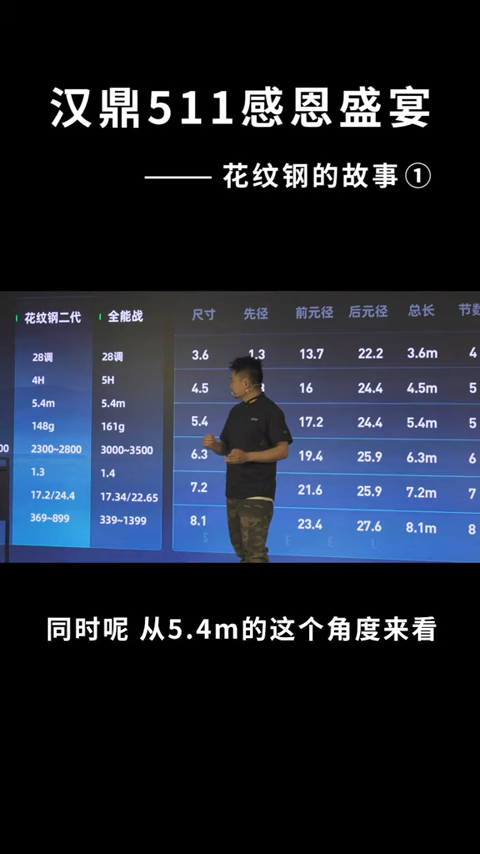 汉鼎511感恩盛宴
—— 花纹钢的故事①
花纹钢二代 全能战
28调 28调
4H 5H
5.4m 5.4m
148g 161g
00 2300~2800 3000~3500
1.3 1.4
17.2/24.4 17.34/22.65
369~899 339~1399
尺寸 先径 前元径 后元径 总长 节数
3.6 1.3 13.7 22.2 3.6m 4
4.5 16 24.4 4.5m 5
5.4 17.2 24.4 5.4m 5
6.3 19.4 25.9 6.3m 6
7.2 21.6 25.9 7.2m 7
8.1 23.4 27.6 8.1m 8
同时呢 从5.4m的这个角度来看